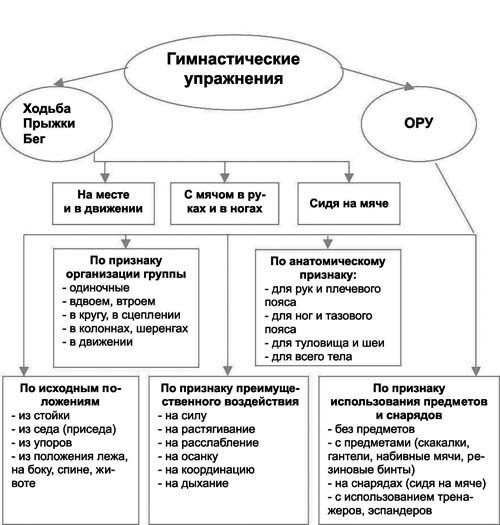 Гимнастические
упражнения
Ходьба
Прыжки
Бег
ОРУ
На месте
и в движении
С мячом в ру-
ках и в ногах
Сидя на мяче
По признаку
организации группы
- одиночные
- вдвоем, втроем
- в кругу, в сцеплении
- в колоннах, шеренгах
- в движении
По анатомическому
признаку:
- для рук и плечевого
пояса
- для ног и тазового
пояса
- для туловища и шеи
- для всего тела
По исходным по-
ложениям
- из стойки
- из седа (приседа)
- из упоров
- из положения лежа,
на боку, спине, жи-
воте
По признаку преимущ-
ественного воздействия
- на силу
- на растягивание
- на расслабление
- на осанку
- на координацию
- на дыхание
По признаку
использования предметов
и снарядов
- без предметов
- с предметами (скакалки,
гантели, набивные мячи, ре-
зиновые бинты)
- на снарядах (сидя на мяче)
- с использованием трена-
жеров, эспандеров